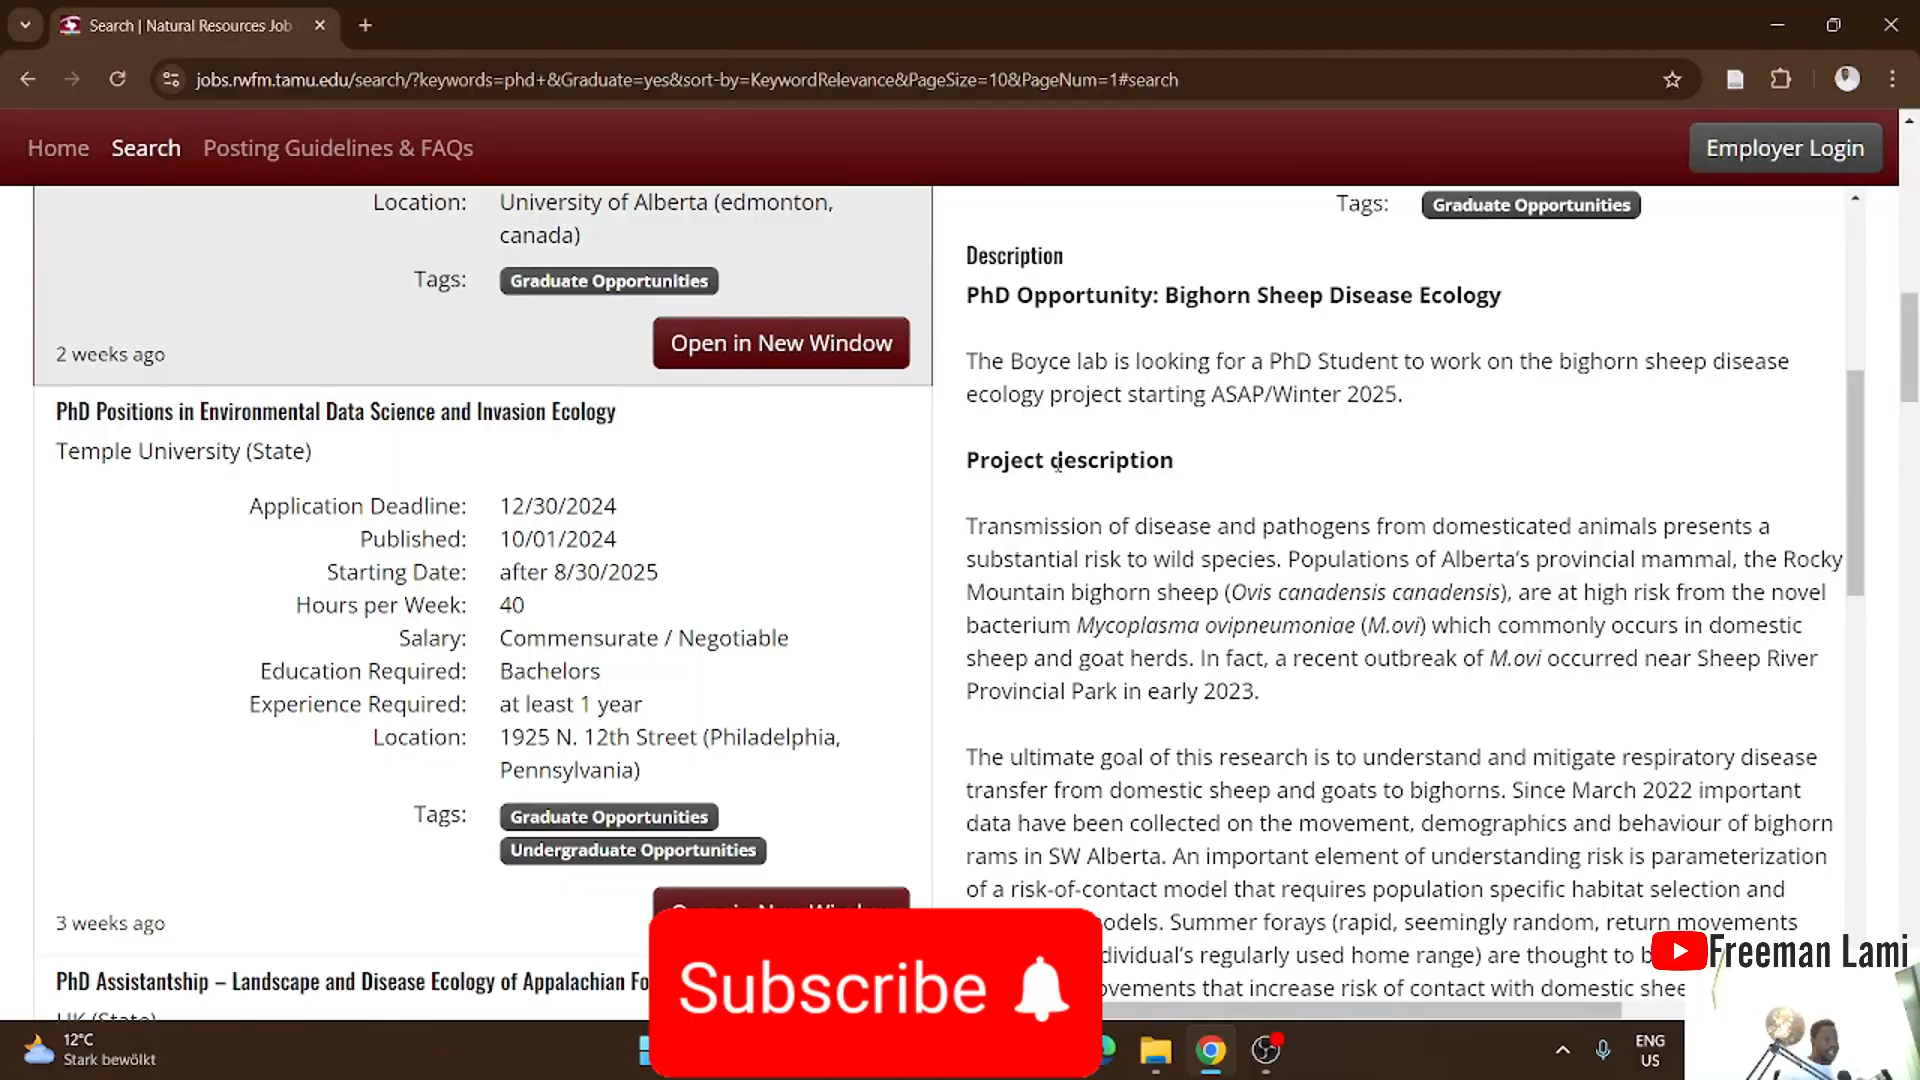 Search | Natural Resources Job
jobs.rwfm.tamu.edu/search/?keywords=phd+&Graduate=yes&sort-by=KeywordRelevance&PageSize=10&PageNum=1#search
Home Search Posting Guidelines & FAQs Employer Login
Location: University of Alberta (edmonton,
canada)
Tags: Graduate Opportunities
2 weeks ago
Open in New Window
PhD Positions in Environmental Data Science and Invasion Ecology
Temple University (State)
Application Deadline: 12/30/2024
Published: 10/01/2024
Starting Date: after 8/30/2025
Hours per Week: 40
Salary: Commensurate / Negotiable
Education Required: Bachelors
Experience Required: at least 1 year
Location: 1925 N. 12th Street (Philadelphia,
Pennsylvania)
Tags: Graduate Opportunities
Undergraduate Opportunities
3 weeks ago
PhD Assistantship – Landscape and Disease Ecology of Appalachian
Tags: Graduate Opportunities
Description
PhD Opportunity: Bighorn Sheep Disease Ecology
The Boyce lab is looking for a PhD Student to work on the bighorn sheep disease
ecology project starting ASAP/Winter 2025.
Project description
Transmission of disease and pathogens from domesticated animals presents a
substantial risk to wild species. Populations of Alberta’s provincial mammal, the Rocky
Mountain bighorn sheep (Ovis canadensis canadensis), are at high risk from the novel
bacterium Mycoplasma ovipneumoniae (M.ovi) which commonly occurs in domestic
sheep and goat herds. In fact, a recent outbreak of M.ovi occurred near Sheep River
Provincial Park in early 2023.
The ultimate goal of this research is to understand and mitigate respiratory disease
transfer from domestic sheep and goats to bighorns. Since March 2022 important
data have been collected on the movement, demographics and behaviour of bighorn
rams in SW Alberta. An important element of understanding risk is parameterization
of a risk-of-contact model that requires population specific habitat selection and
odels. Summer forays (rapid, seemingly random, return movements
dividual’s regularly used home range) are thought to b
ovements that increase risk of contact with domestic shee
Subscribe
Freeman Lami
12°C
Stark bewölkt
ENG
US